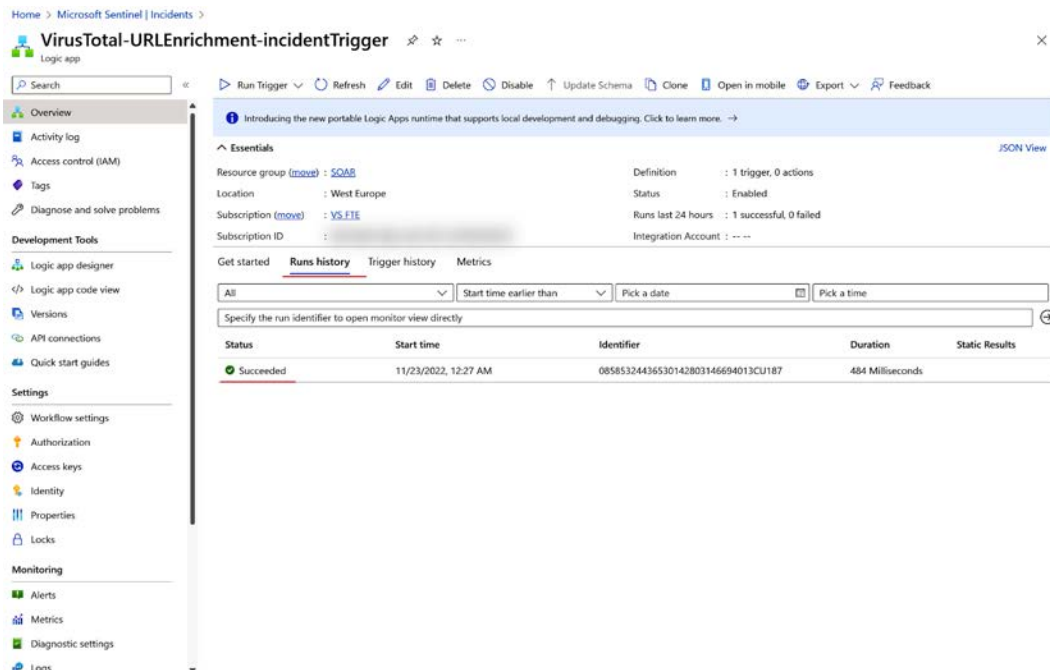 Home > Microsoft Sentinel | Incidents >
VirusTotal-URLEnrichment-incidentTrigger
Logic app
Search
Overview
Activity log
Access control (IAM)
Tags
Diagnose and solve problems
Development Tools
Logic app designer
Logic app code view
Versions
API connections
Quick start guides
Settings
Workflow settings
Authorization
Access keys
Identity
Properties
Locks
Monitoring
Alerts
Metrics
Diagnostic settings
Logs
Run Trigger Refresh Edit Delete Disable Update Schema Clone Open in mobile Export Feedback
Introducing the new portable Logic Apps runtime that supports local development and debugging. Click to learn more. →
Essentials JSON View
Resource group (move) : SOAR Definition : 1 trigger, 0 actions
Location : West Europe Status : Enabled
Subscription (move) : VS FTE Runs last 24 hours : 1 successful, 0 failed
Subscription ID : Integration Account : -- --
Get started Runs history Trigger history Metrics
All Start time earlier than Pick a date Pick a time
Specify the run identifier to open monitor view directly
Status Start time Identifier Duration Static Results
Succeeded 11/23/2022, 12:27 AM 08585324436530142803146694013CU187 484 Milliseconds